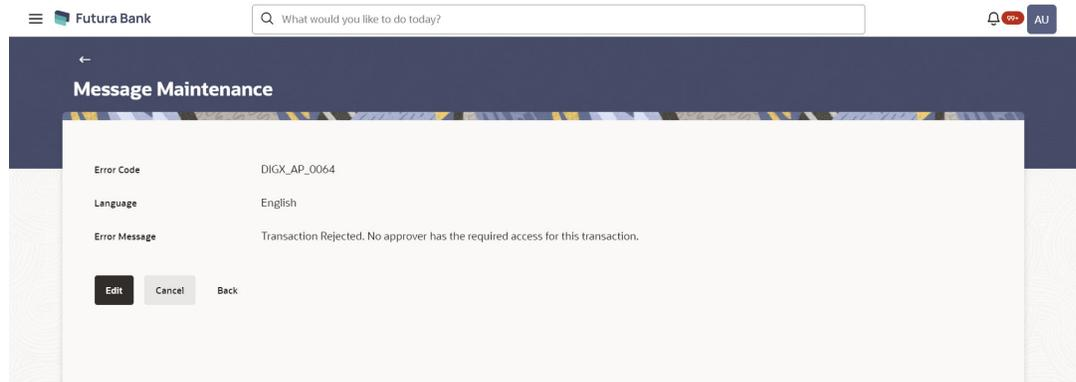 Futura Bank
What would you like to do today?
99+
AU
Message Maintenance
Error Code DIGX_AP_0064
Language English
Error Message Transaction Rejected. No approver has the required access for this transaction.
Edit Cancel Back